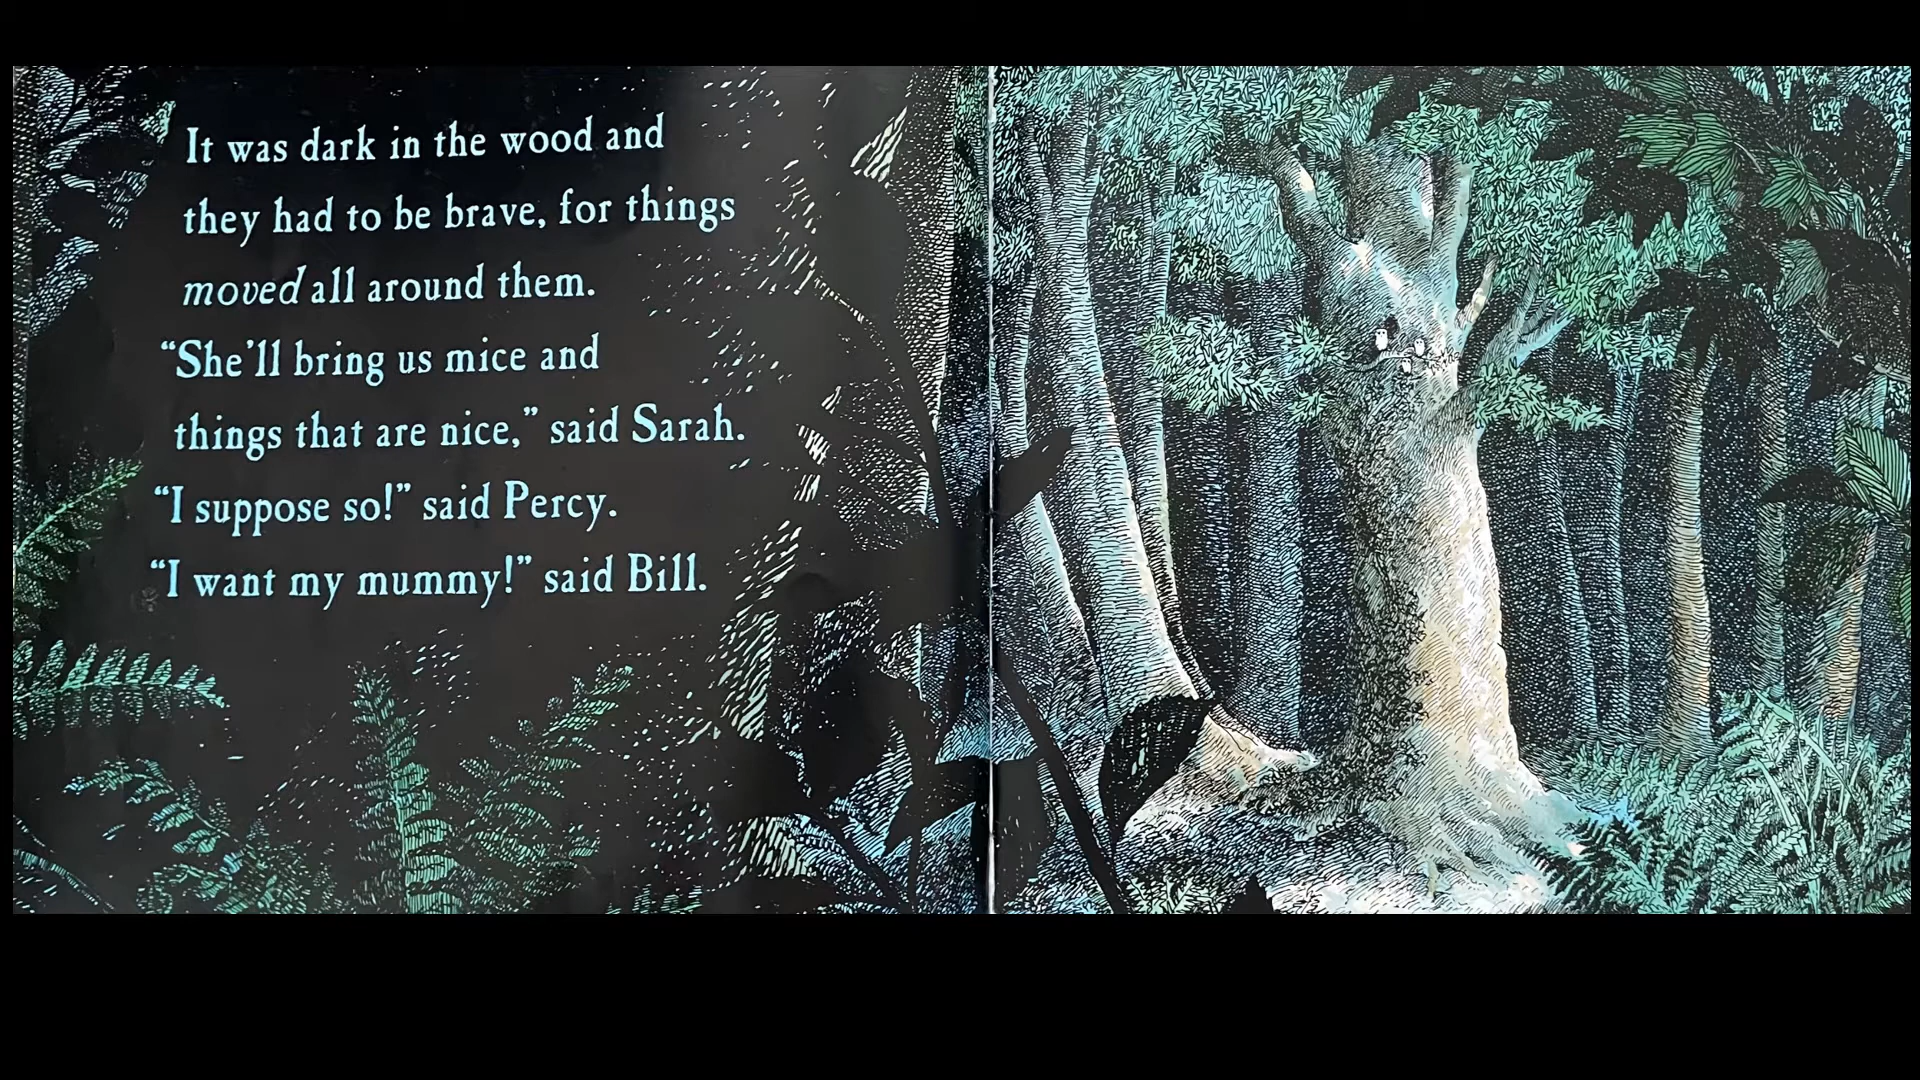 It was dark in the wood and
they had to be brave, for things
moved all around them.
“She’ll bring us mice and
things that are nice,” said Sarah.
“I suppose so!” said Percy.
“I want my mummy!” said Bill.